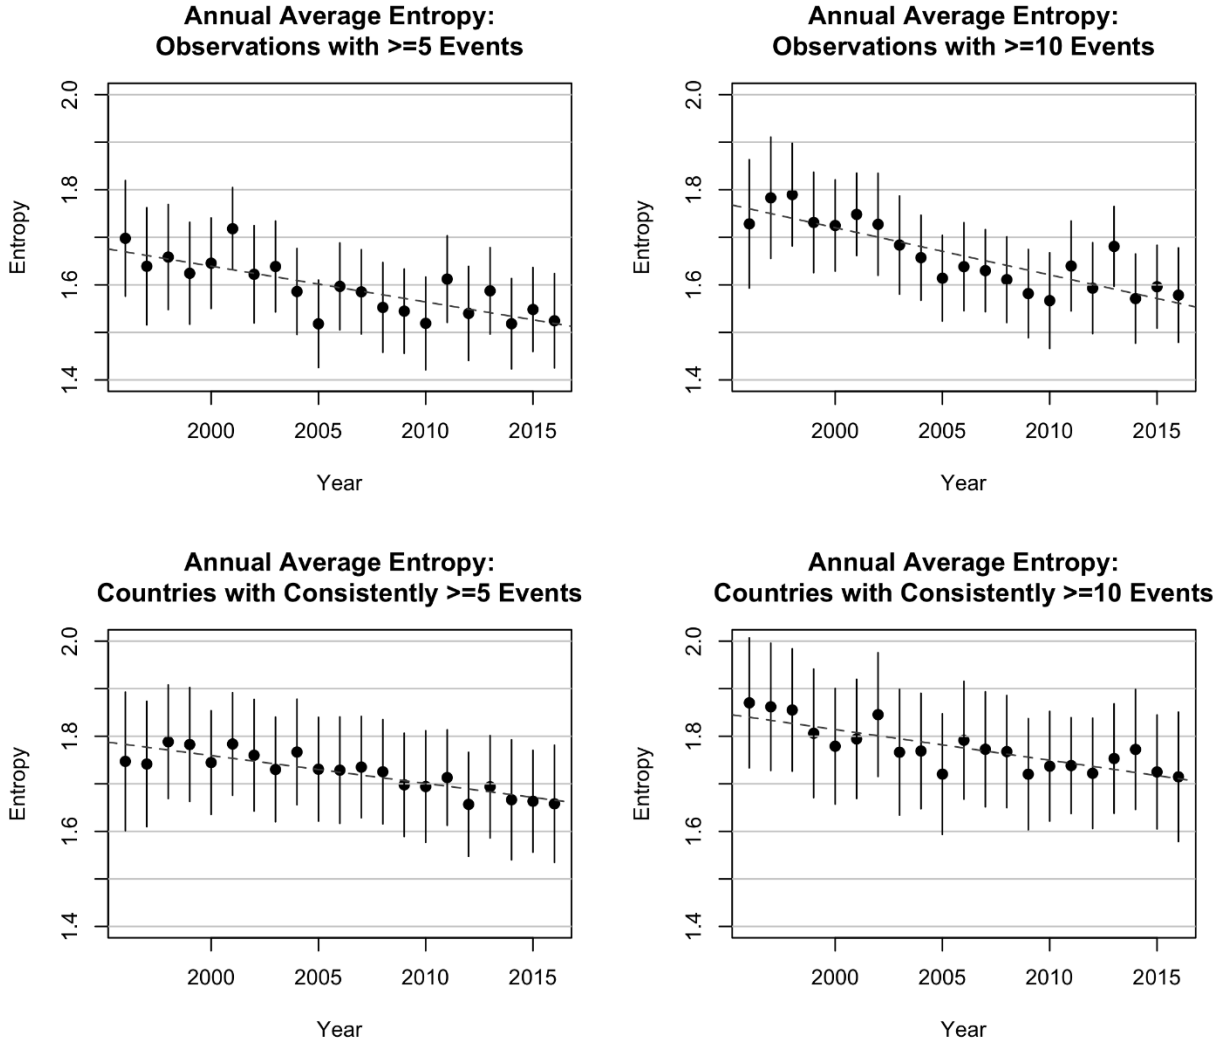 Annual Average Entropy:
Observations with >=5 Events
Entropy
2.0
1.8
1.6
1.4
2000 2005 2010 2015
Year
Annual Average Entropy:
Observations with >=10 Events
Entropy
2.0
1.8
1.6
1.4
2000 2005 2010 2015
Year
Annual Average Entropy:
Countries with Consistently >=5 Events
Entropy
2.0
1.8
1.6
1.4
2000 2005 2010 2015
Year
Annual Average Entropy:
Countries with Consistently >=10 Events
Entropy
2.0
1.8
1.6
1.4
2000 2005 2010 2015
Year